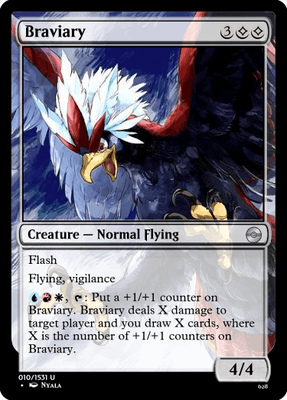 Braviary 3
Creature — Normal Flying
Flash
Flying, vigilance
, : Put a +1/+1 counter on
Braviary. Braviary deals X damage to
target player and you draw X cards, where
X is the number of +1/+1 counters on
Braviary.
4/4
010/1531 U
• Nyala
628